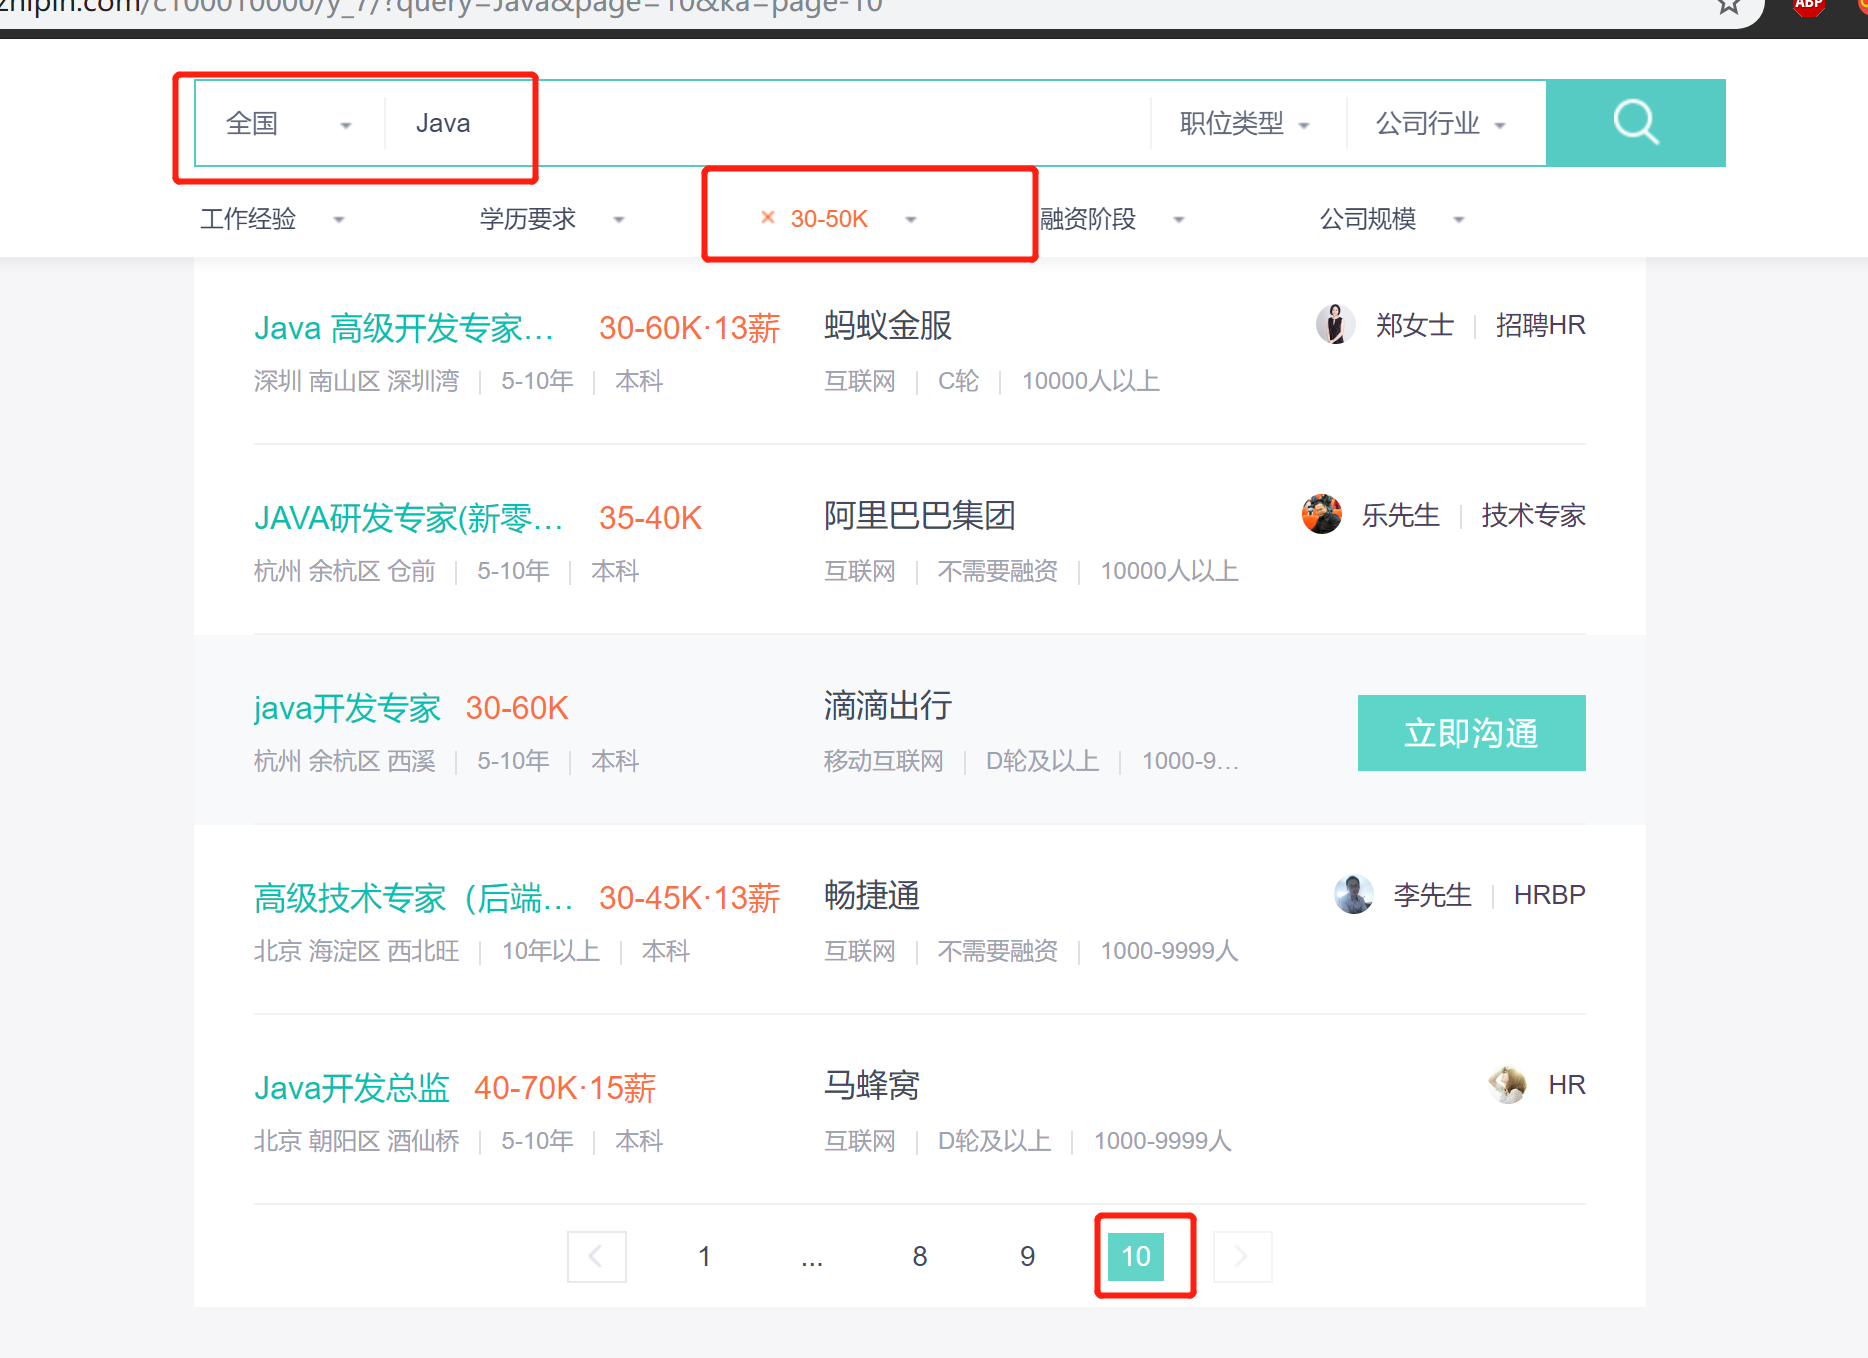 zhipin.com/c100010000/y_7/?query=Java&page=10&ka=page-10
ABP
全国 Java 职位类型 公司行业
工作经验 学历要求 × 30-50K 融资阶段 公司规模
Java 高级开发专家... 30-60K·13薪 蚂蚁金服 郑女士 | 招聘HR
深圳 南山区 深圳湾 | 5-10年 | 本科 互联网 | C轮 | 10000人以上
JAVA研发专家(新零... 35-40K 阿里巴巴集团 乐先生 | 技术专家
杭州 余杭区 仓前 | 5-10年 | 本科 互联网 | 不需要融资 | 10000人以上
java开发专家 30-60K 滴滴出行 立即沟通
杭州 余杭区 西溪 | 5-10年 | 本科 移动互联网 | D轮及以上 | 1000-9...
高级技术专家（后端... 30-45K·13薪 畅捷通 李先生 | HRBP
北京 海淀区 西北旺 | 10年以上 | 本科 互联网 | 不需要融资 | 1000-9999人
Java开发总监 40-70K·15薪 马蜂窝 HR
北京 朝阳区 酒仙桥 | 5-10年 | 本科 互联网 | D轮及以上 | 1000-9999人
< 1 ... 8 9 10 >